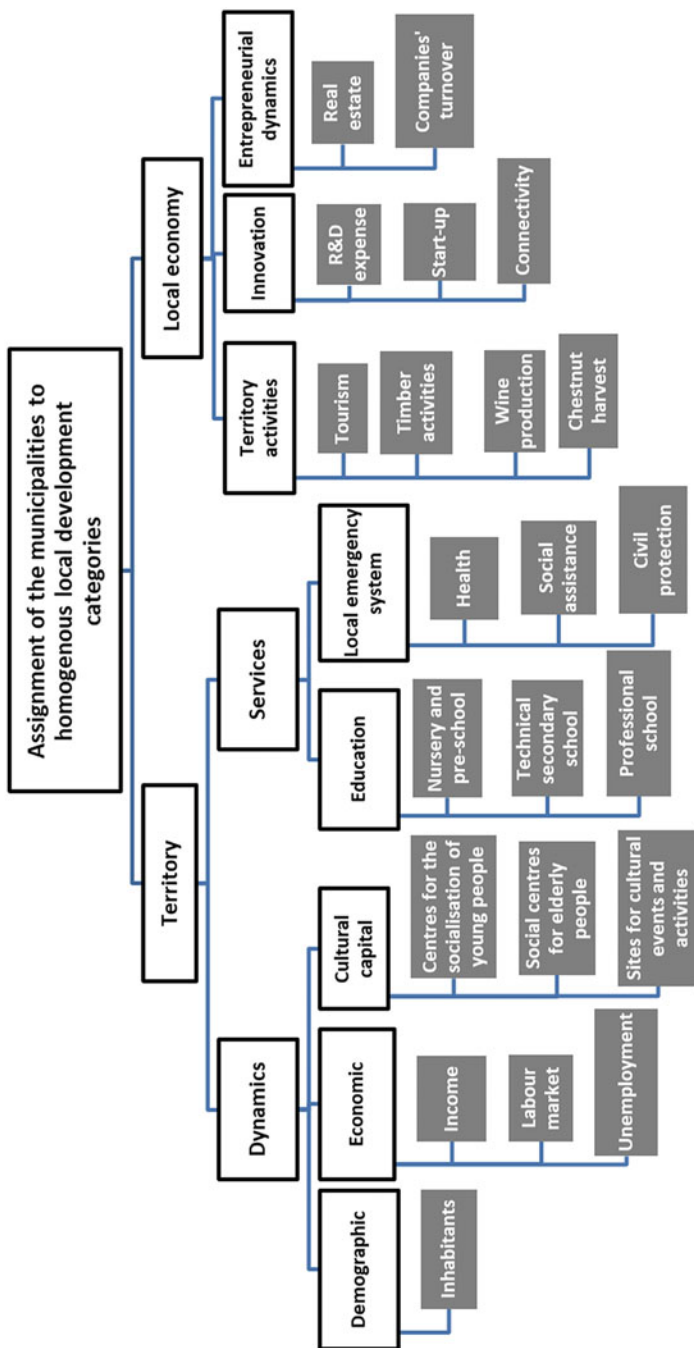 Assignment of the municipalities to
homogenous local development
categories
Territory
Local economy
Dynamics
Services
Demographic
Economic
Cultural
capital
Education
Local emergency
system
Territory
activities
Innovation
Entrepreneurial
dynamics
Inhabitants
Income
Labour
market
Unemployment
Centres for the
socialisation of
young people
Social centres
for elderly
people
Sites for cultural
events and
activities
Nursery and
pre-school
Technical
secondary
school
Professional
school
Health
Social
assistance
Civil
protection
Tourism
Timber
activities
Wine
production
Chestnut
harvest
R&D
expense
Start-up
Connectivity
Real
estate
Companies'
turnover